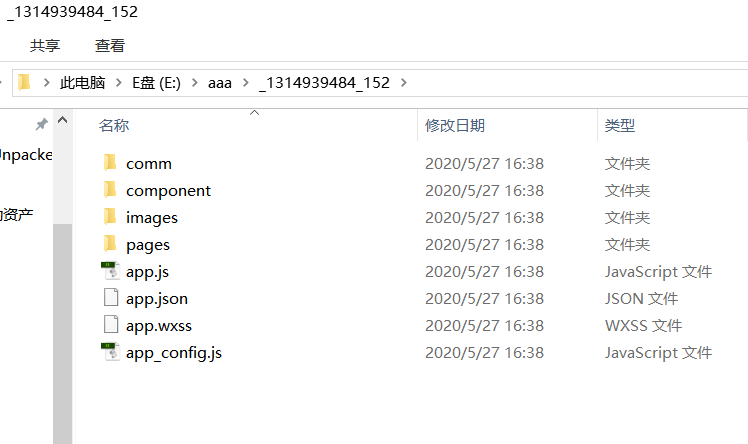 _1314939484_152
共享 查看
此电脑 E盘 (E:) aaa _1314939484_152
名称 修改日期 类型
comm 2020/5/27 16:38 文件夹
component 2020/5/27 16:38 文件夹
images 2020/5/27 16:38 文件夹
pages 2020/5/27 16:38 文件夹
app.js 2020/5/27 16:38 JavaScript 文件
app.json 2020/5/27 16:38 JSON 文件
app.wxss 2020/5/27 16:38 WXSS 文件
app_config.js 2020/5/27 16:38 JavaScript 文件
npacke
资产